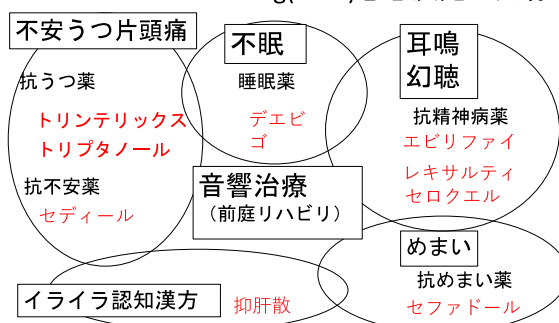 不安うつ片頭痛
抗うつ薬
トリンテリックス
トリプタノール
抗不安薬
セディール
不眠
睡眠薬
デエビ
ゴ
耳鳴
幻聴
抗精神病薬
エビリファイ
レキサルティ
セロクエル
音響治療
（前庭リハビリ）
めまい
抗めまい薬
セファドール
イライラ認知漢方
抑肝散